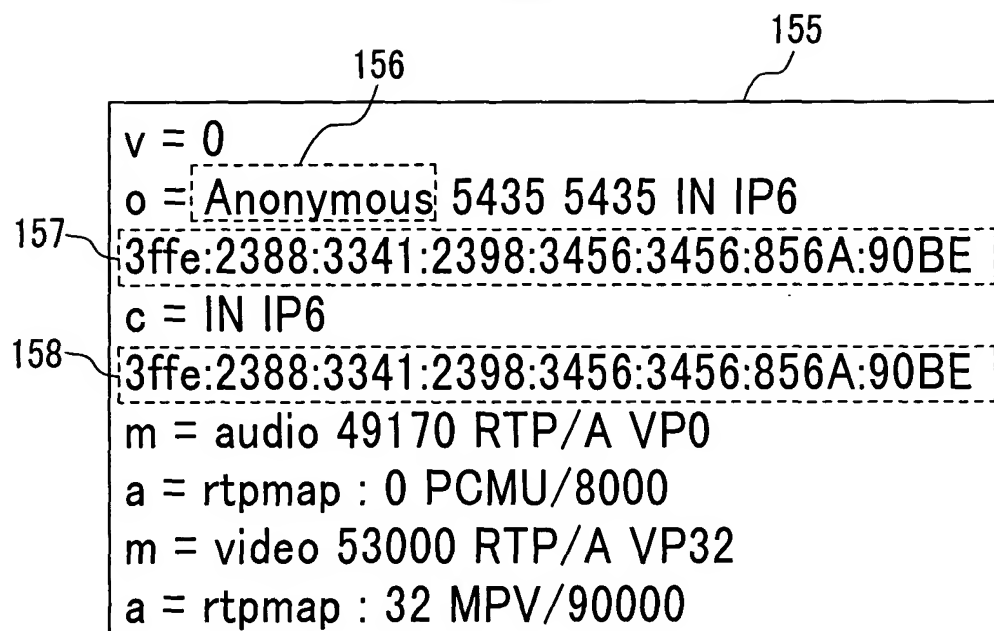 155
156
v = 0
o = Anonymous 5435 5435 IN IP6
157
3ffe:2388:3341:2398:3456:3456:856A:90BE
c = IN IP6
158
3ffe:2388:3341:2398:3456:3456:856A:90BE
m = audio 49170 RTP/A VP0
a = rtpmap : 0 PCMU/8000
m = video 53000 RTP/A VP32
a = rtpmap : 32 MPV/90000